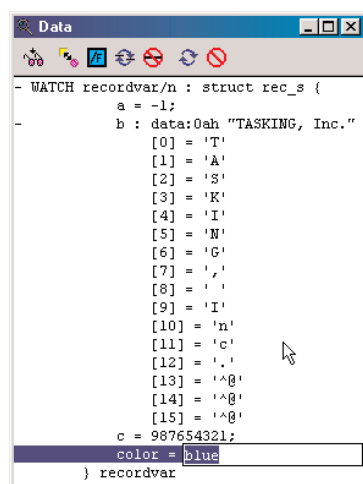 Data
- WATCH recordvar/n : struct rec_s {
a = -1;
- b : data:0ah "TASKING, Inc."
[0] = 'T'
[1] = 'A'
[2] = 'S'
[3] = 'K'
[4] = 'I'
[5] = 'N'
[6] = 'G'
[7] = ','
[8] = ' '
[9] = 'I'
[10] = 'n'
[11] = 'c'
[12] = '.'
[13] = '^@'
[14] = '^@'
[15] = '^@'
c = 987654321;
color = blue
} recordvar